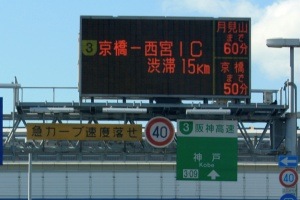 3 京橋－西宮IC
渋滞 15KM
月見山
まで
60分
京橋
まで
50分
急カーブ速度落せ
40
3 阪神高速
神戸
Kobe
3-09
40